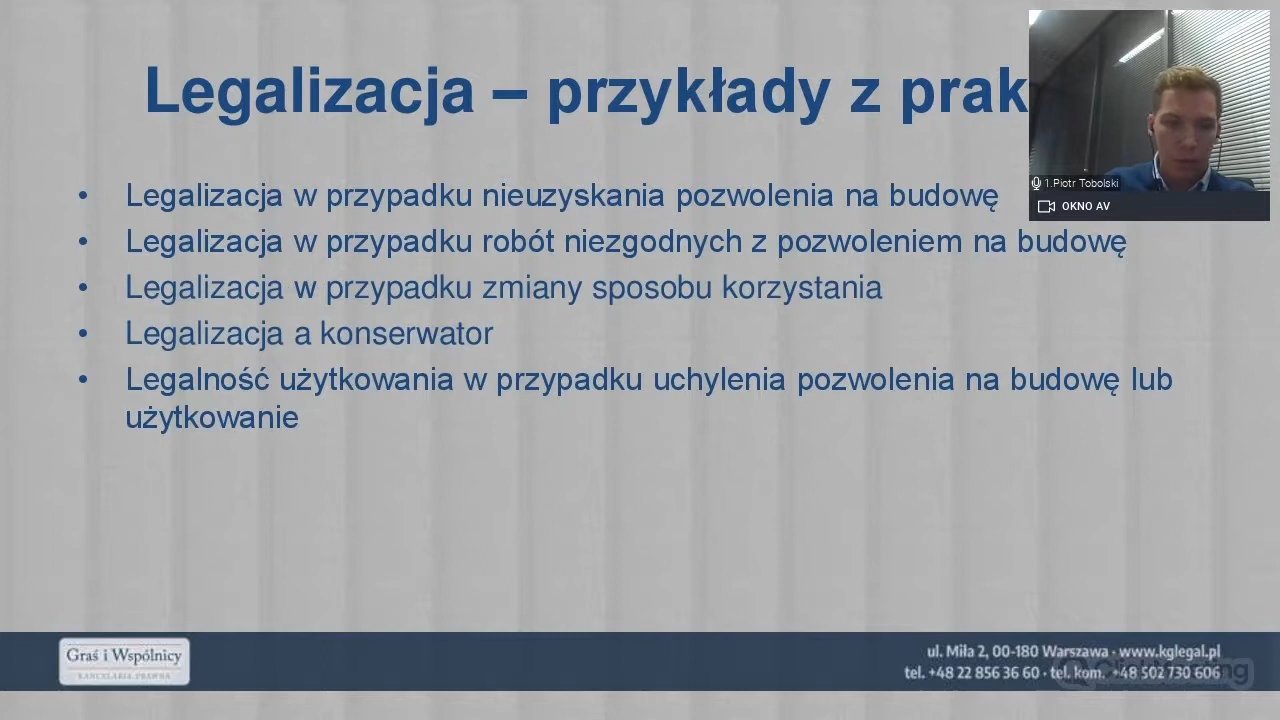 Legalizacja – przykłady z prak
1.Piotr Tobolski
OKNO AV
• Legalizacja w przypadku nieuzyskania pozwolenia na budowę
• Legalizacja w przypadku robót niezgodnych z pozwoleniem na budowę
• Legalizacja w przypadku zmiany sposobu korzystania
• Legalizacja a konserwator
• Legalność użytkowania w przypadku uchylenia pozwolenia na budowę lub
użytkowanie
Graś i Wspólnicy
KANCELARIA PRAWNA
ul. Miła 2, 00-180 Warszawa · www.kglegal.pl
tel. +48 22 856 36 60 · tel. kom. +48 502 730 606